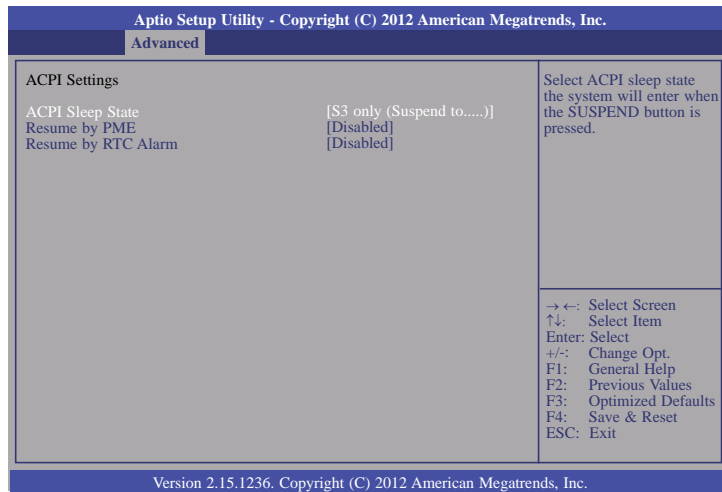 Aptio Setup Utility - Copyright (C) 2012 American Megatrends, Inc.
Advanced
ACPI Settings
ACPI Sleep State [S3 only (Suspend to.....)]
Resume by PME [Disabled]
Resume by RTC Alarm [Disabled]
Select ACPI sleep state
the system will enter when
the SUSPEND button is
pressed.
→←: Select Screen
↑↓: Select Item
Enter: Select
+/-: Change Opt.
F1: General Help
F2: Previous Values
F3: Optimized Defaults
F4: Save & Reset
ESC: Exit
Version 2.15.1236. Copyright (C) 2012 American Megatrends, Inc.